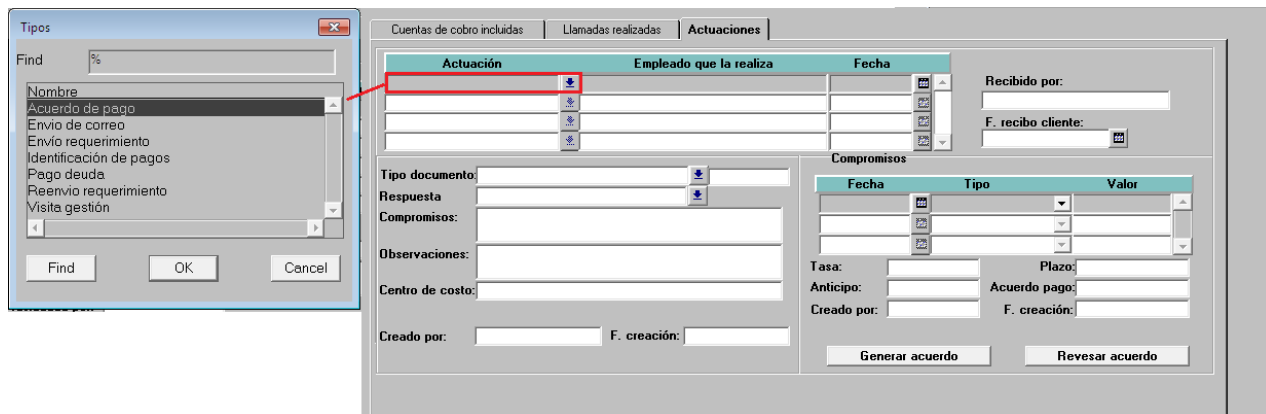 Tipos
Find %
Nombre
Acuerdo de pago
Envio de correo
Envío requerimiento
Identificación de pagos
Pago deuda
Reenvio requerimiento
Visita gestión
Find OK Cancel
Cuentas de cobro incluidas Llamadas realizadas Actuaciones
Actuación Empleado que la realiza Fecha
Recibido por:
F. recibo cliente:
Tipo documento:
Respuesta
Compromisos:
Observaciones:
Centro de costo:
Creado por: F. creación:
Compromisos
Fecha Tipo Valor
Tasa: Plazo:
Anticipo: Acuerdo pago:
Creado por: F. creación:
Generar acuerdo Revesar acuerdo